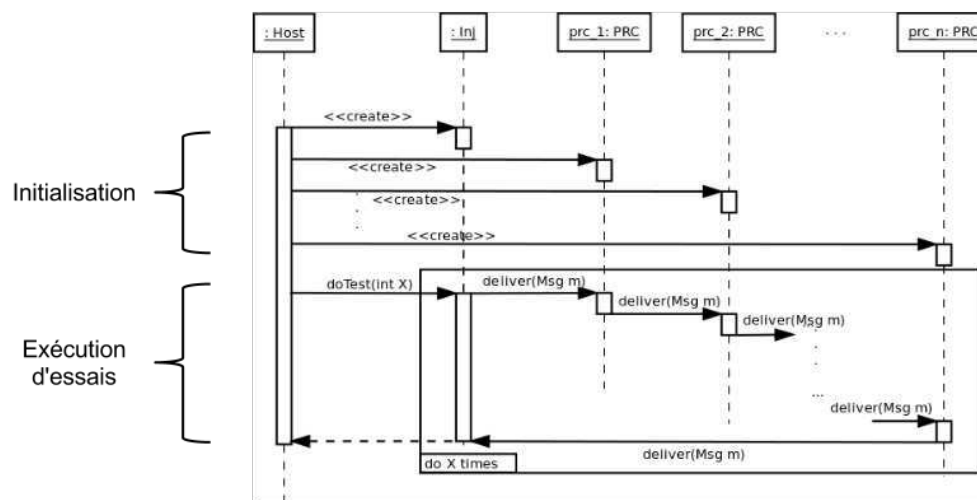 : Host
: Inj
prc_1: PRC
prc_2: PRC
. . .
prc_n: PRC
<<create>>
<<create>>
<<create>>
<<create>>
Initialisation
doTest(int X)
deliver(Msg m)
deliver(Msg m)
deliver(Msg m)
Exécution
d'essais
...
deliver(Msg m)
deliver(Msg m)
do X times